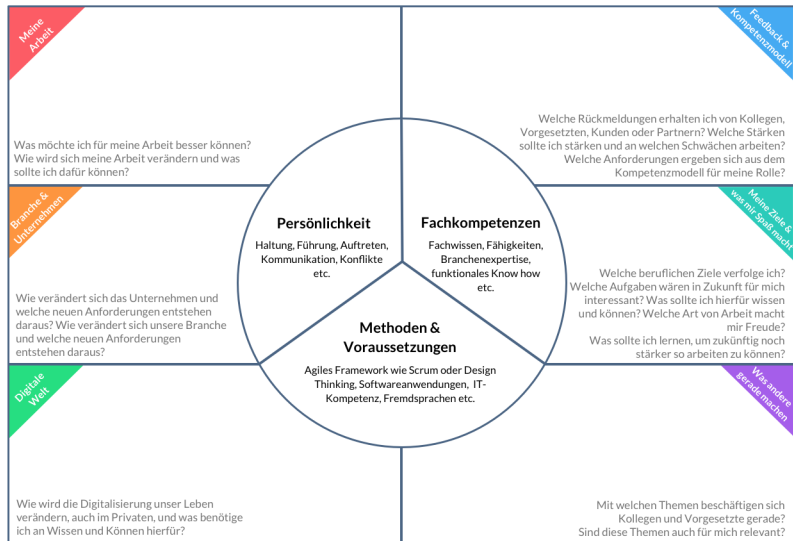 Meine
Arbeit
Was möchte ich für meine Arbeit besser können?
Wie wird sich meine Arbeit verändern und was
sollte ich dafür können?
Feedback &
Kompetenzmodell
Welche Rückmeldungen erhalten ich von Kollegen,
Vorgesetzten, Kunden oder Partnern? Welche Stärken
sollte ich stärken und an welchen Schwächen arbeiten?
Welche Anforderungen ergeben sich aus dem
Kompetenzmodell für meine Rolle?
Branche &
Unternehmen
Wie verändert sich das Unternehmen und
welche neuen Anforderungen entstehen
daraus? Wie verändert sich unsere Branche
und welche neuen Anforderungen
entstehen daraus?
Persönlichkeit
Haltung, Führung, Auftreten,
Kommunikation, Konflikte
etc.
Fachkompetenzen
Fachwissen, Fähigkeiten,
Branchenexpertise,
funktionales Know how
etc.
Methoden &
Voraussetzungen
Agiles Framework wie Scrum oder Design
Thinking, Softwareanwendungen, IT-
Kompetenz, Fremdsprachen etc.
Meine Ziele &
was mir Spaß macht
Welche beruflichen Ziele verfolge ich?
Welche Aufgaben wären in Zukunft für mich
interessant? Was sollte ich hierfür wissen
und können? Welche Art von Arbeit macht
mir Freude?
Was sollte ich lernen, um zukünftig noch
stärker so arbeiten zu können?
Digitale
Welt
Wie wird die Digitalisierung unser Leben
verändern, auch im Privaten, und was benötige
ich an Wissen und Können hierfür?
Was andere
gerade machen
Mit welchen Themen beschäftigen sich
Kollegen und Vorgesetzte gerade?
Sind diese Themen auch für mich relevant?